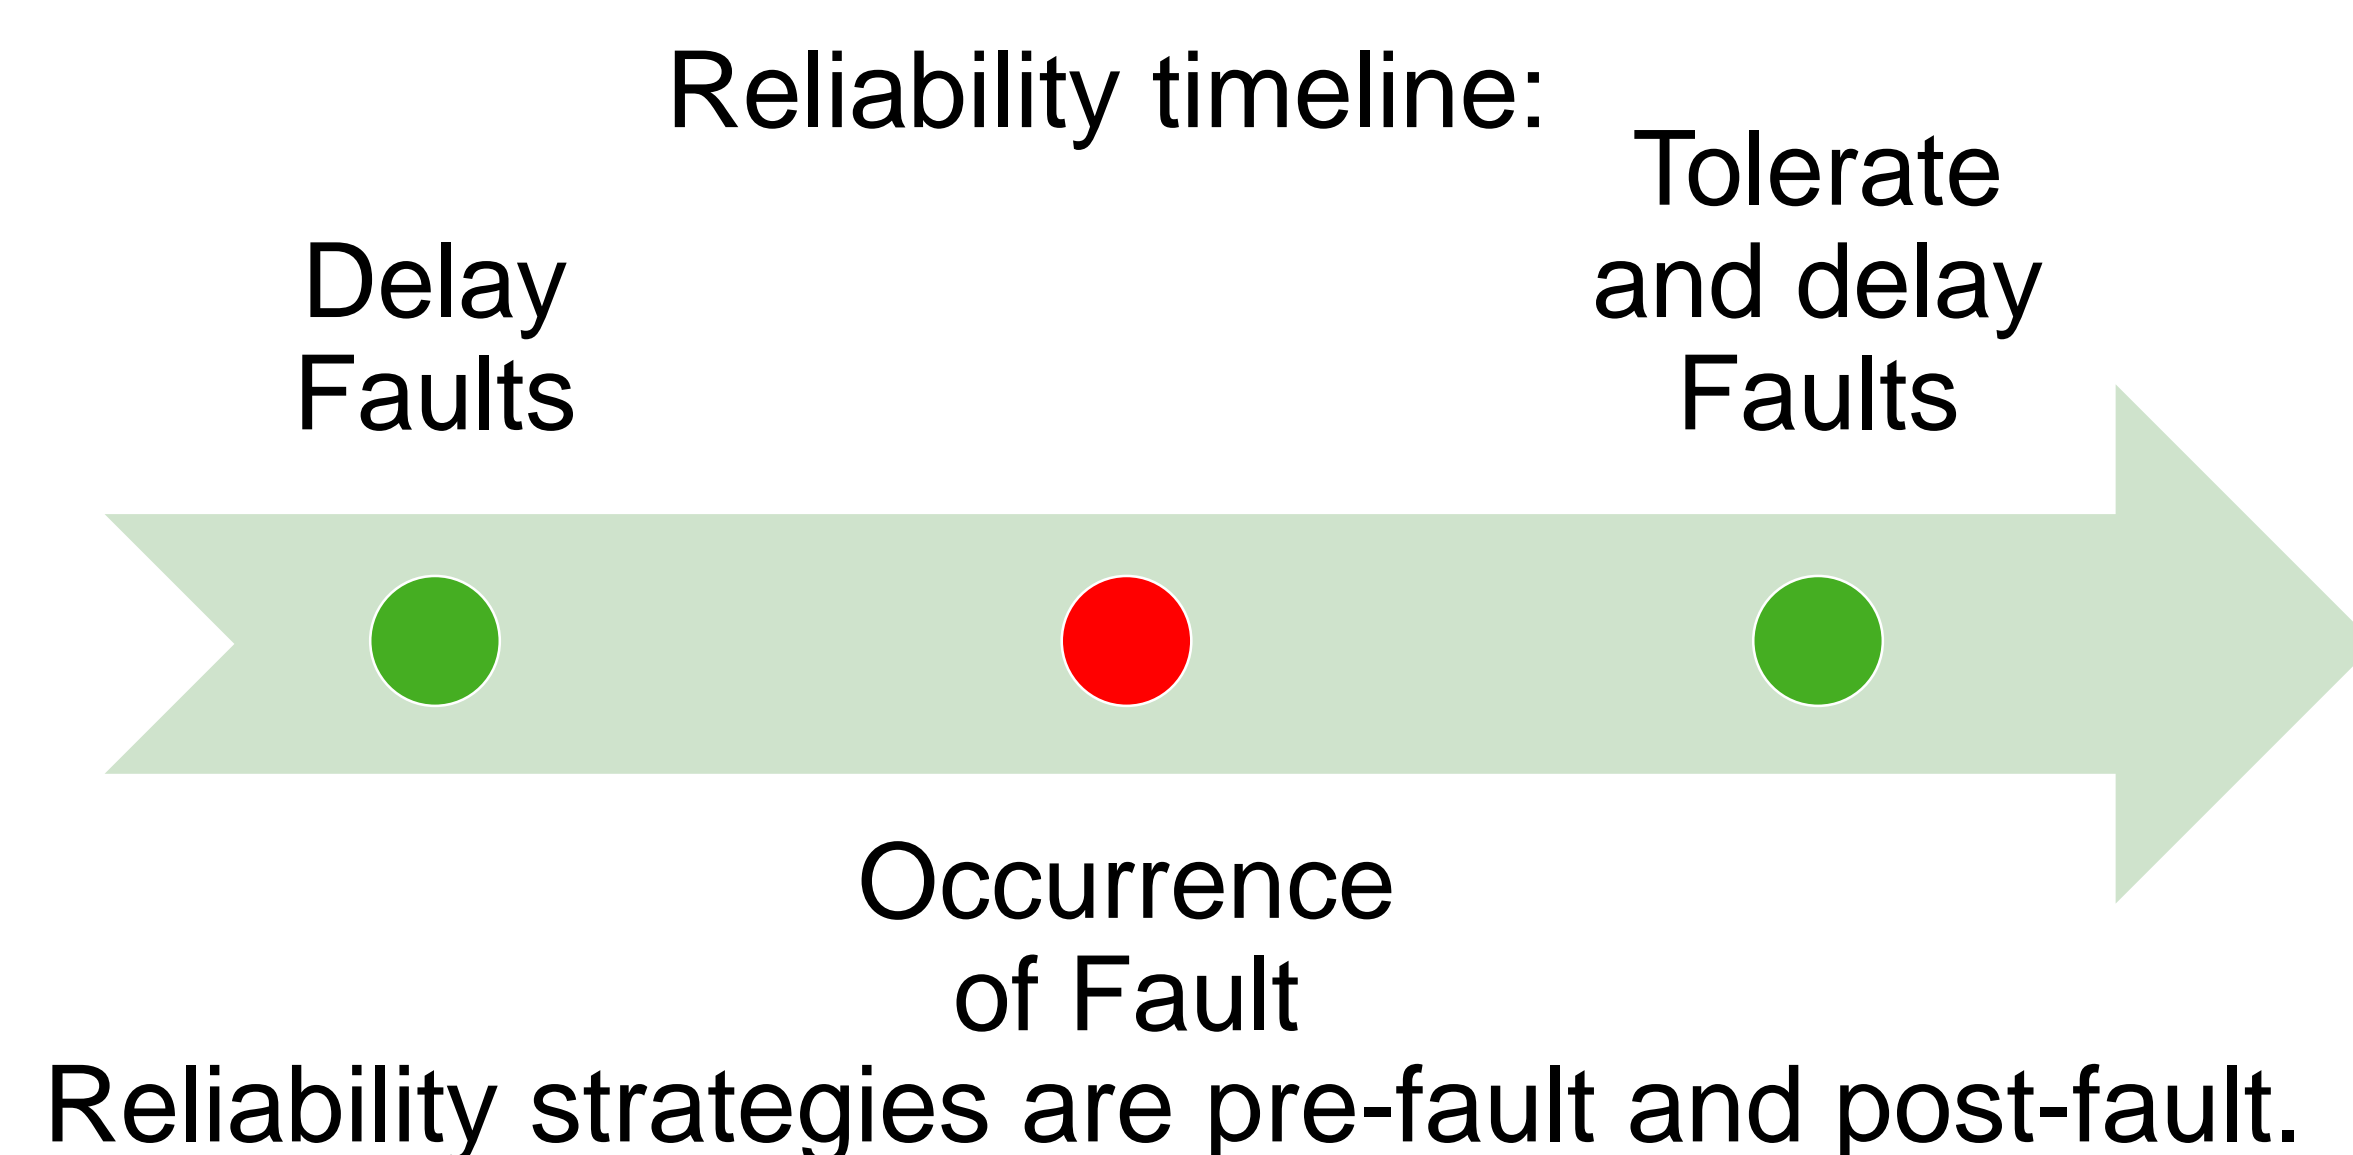 Reliability timeline:
Delay
Faults
Tolerate
and delay
Faults
Occurrence
of Fault
Reliability strategies are pre-fault and post-fault.